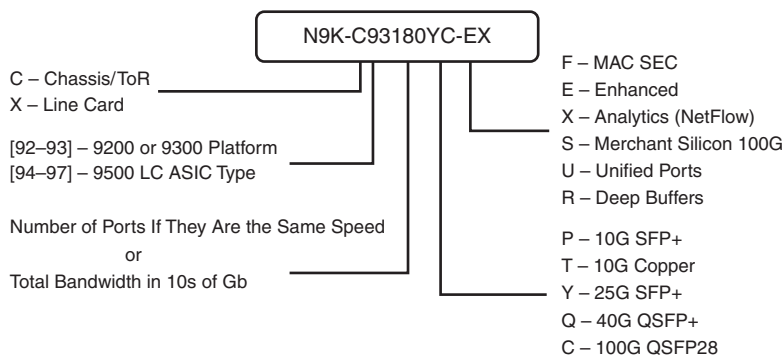 N9K-C93180YC-EX
C – Chassis/ToR
X – Line Card
[92–93] – 9200 or 9300 Platform
[94–97] – 9500 LC ASIC Type
Number of Ports If They Are the Same Speed
or
Total Bandwidth in 10s of Gb
F – MAC SEC
E – Enhanced
X – Analytics (NetFlow)
S – Merchant Silicon 100G
U – Unified Ports
R – Deep Buffers
P – 10G SFP+
T – 10G Copper
Y – 25G SFP+
Q – 40G QSFP+
C – 100G QSFP28